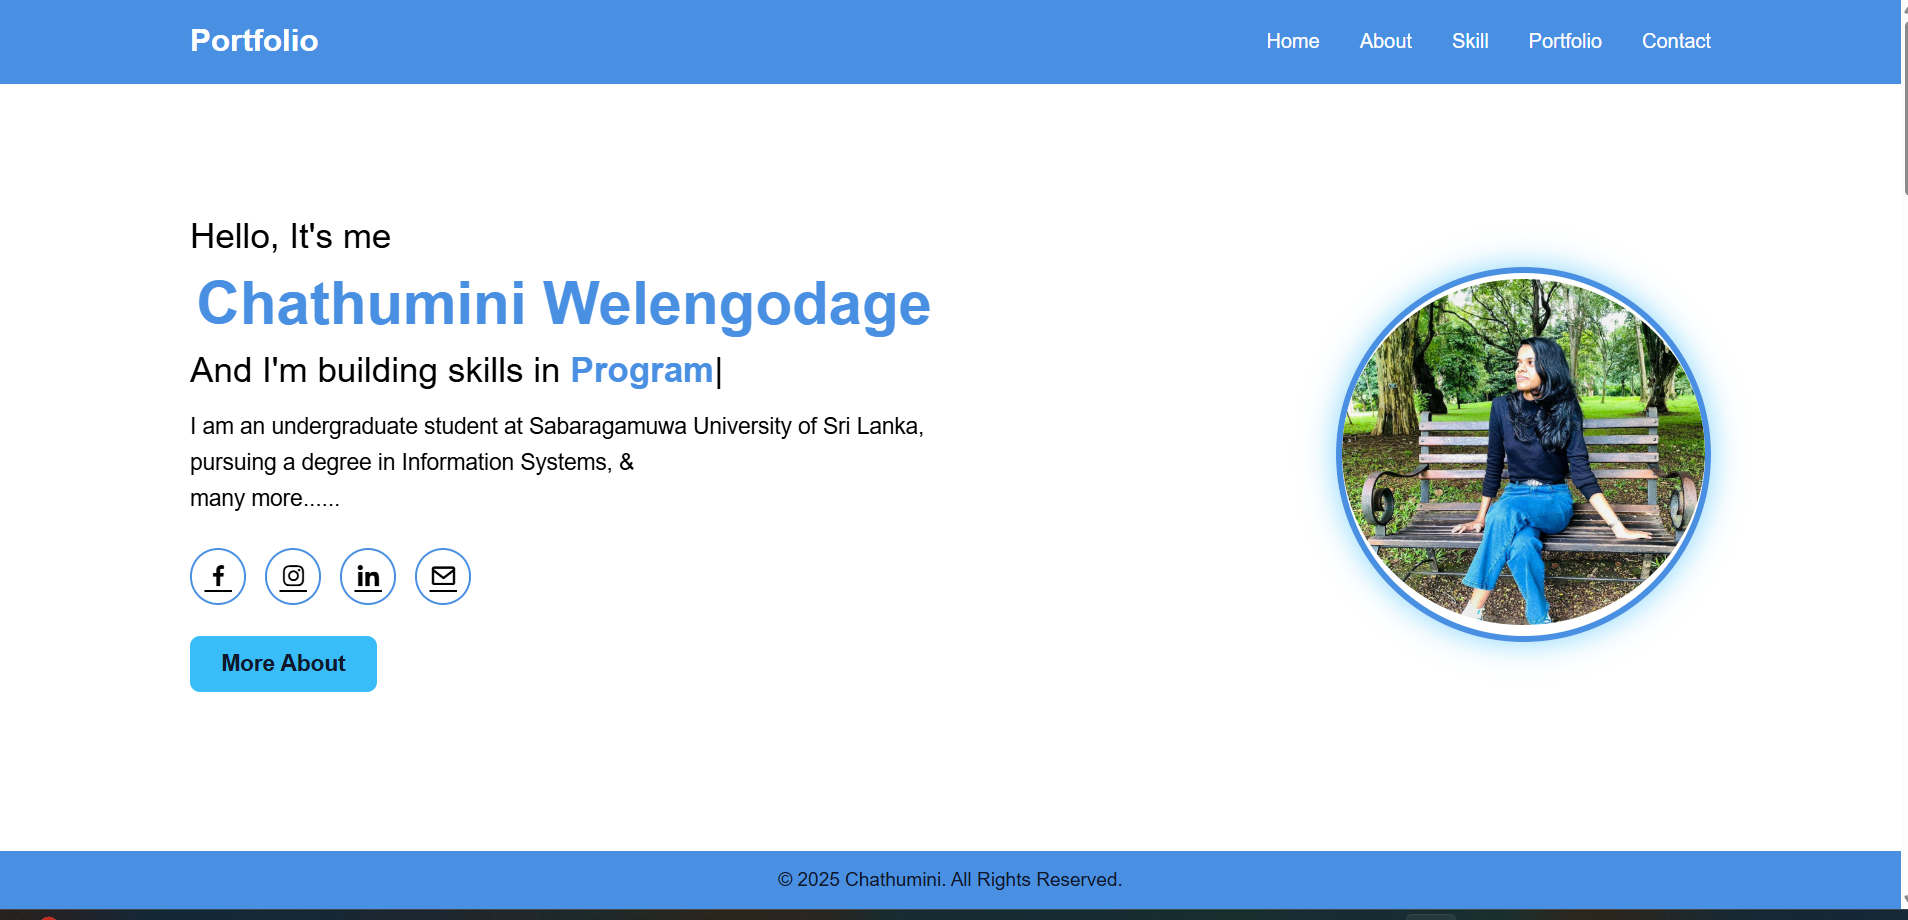 Portfolio
Home About Skill Portfolio Contact
Hello, It's me
Chathumini Welengodage
And I'm building skills in Program|
I am an undergraduate student at Sabaragamuwa University of Sri Lanka,
pursuing a degree in Information Systems, &
many more......
More About
© 2025 Chathumini. All Rights Reserved.